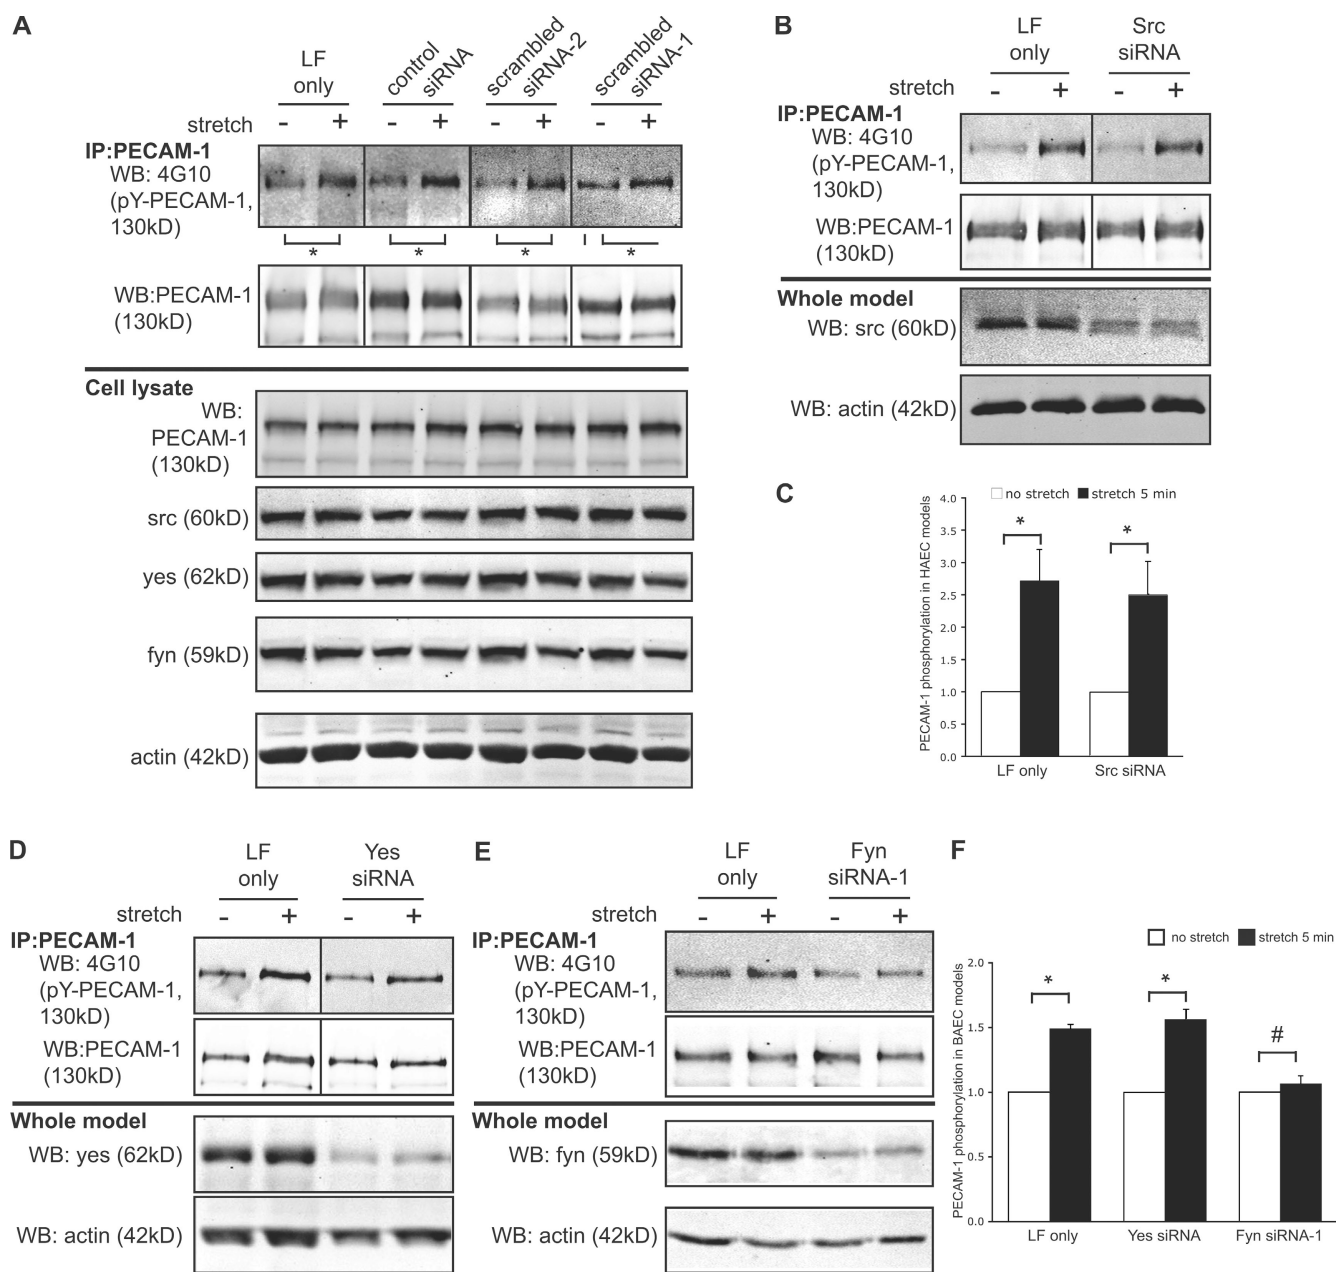 A
LF only
control siRNA
scrambled siRNA-2
scrambled siRNA-1
stretch - + - + - + - +
IP:PECAM-1
WB: 4G10
(pY-PECAM-1,
130kD)
* * * *
WB:PECAM-1
(130kD)
Cell lysate
WB:
PECAM-1
(130kD)
src (60kD)
yes (62kD)
fyn (59kD)
actin (42kD)
B
LF only
Src siRNA
stretch - + - +
IP:PECAM-1
WB: 4G10
(pY-PECAM-1,
130kD)
WB:PECAM-1
(130kD)
Whole model
WB: src (60kD)
WB: actin (42kD)
C
no stretch stretch 5 min
PECAM-1 phosphorylation in HAEC models
4.0
3.5
3.0
2.5
2.0
1.5
1.0
0.5
0.0
* *
LF only Src siRNA
D
LF only
Yes siRNA
stretch - + - +
IP:PECAM-1
WB: 4G10
(pY-PECAM-1,
130kD)
WB:PECAM-1
(130kD)
Whole model
WB: yes (62kD)
WB: actin (42kD)
E
LF only
Fyn siRNA-1
stretch - + - +
IP:PECAM-1
WB: 4G10
(pY-PECAM-1,
130kD)
WB:PECAM-1
(130kD)
Whole model
WB: fyn (59kD)
WB: actin (42kD)
F
no stretch stretch 5 min
PECAM-1 phosphorylation in BAEC models
2.0
1.5
1.0
0.5
0.0
* * #
LF only Yes siRNA Fyn siRNA-1